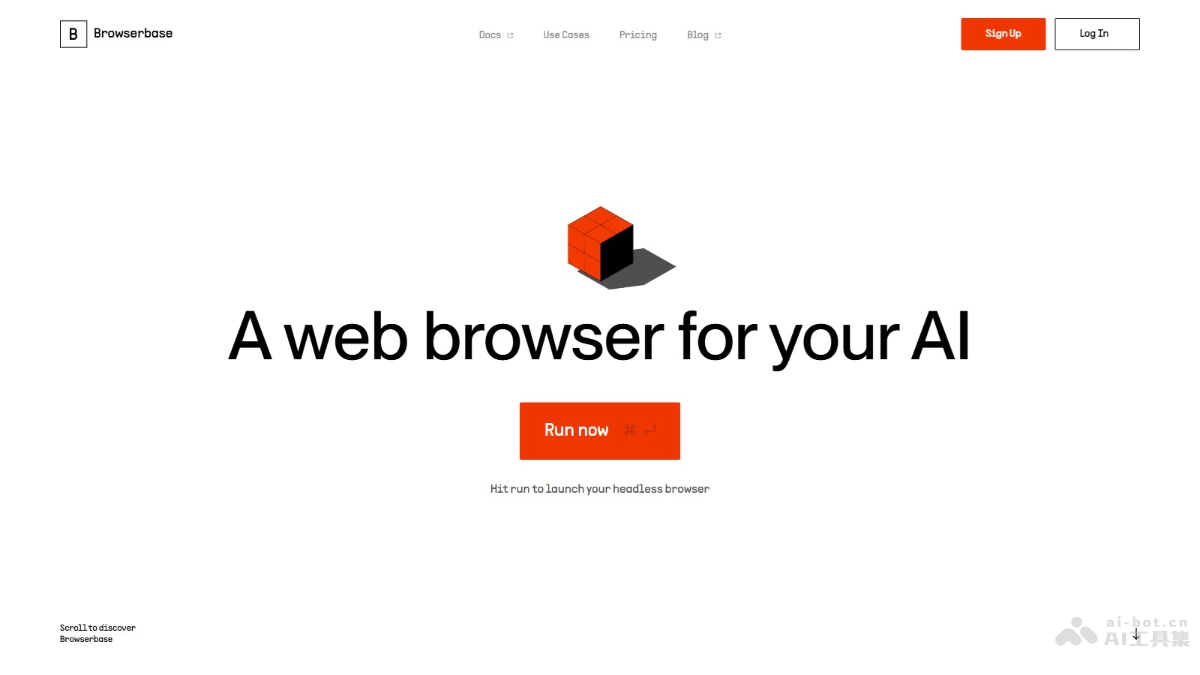 B Browserbase
Docs
Use Cases
Pricing
Blog
Sign Up
Log In
A web browser for your AI
Run now ⌘ ↵
Hit run to launch your headless browser
Scroll to discover
Browserbase
ai-bot.cn
AI工具集